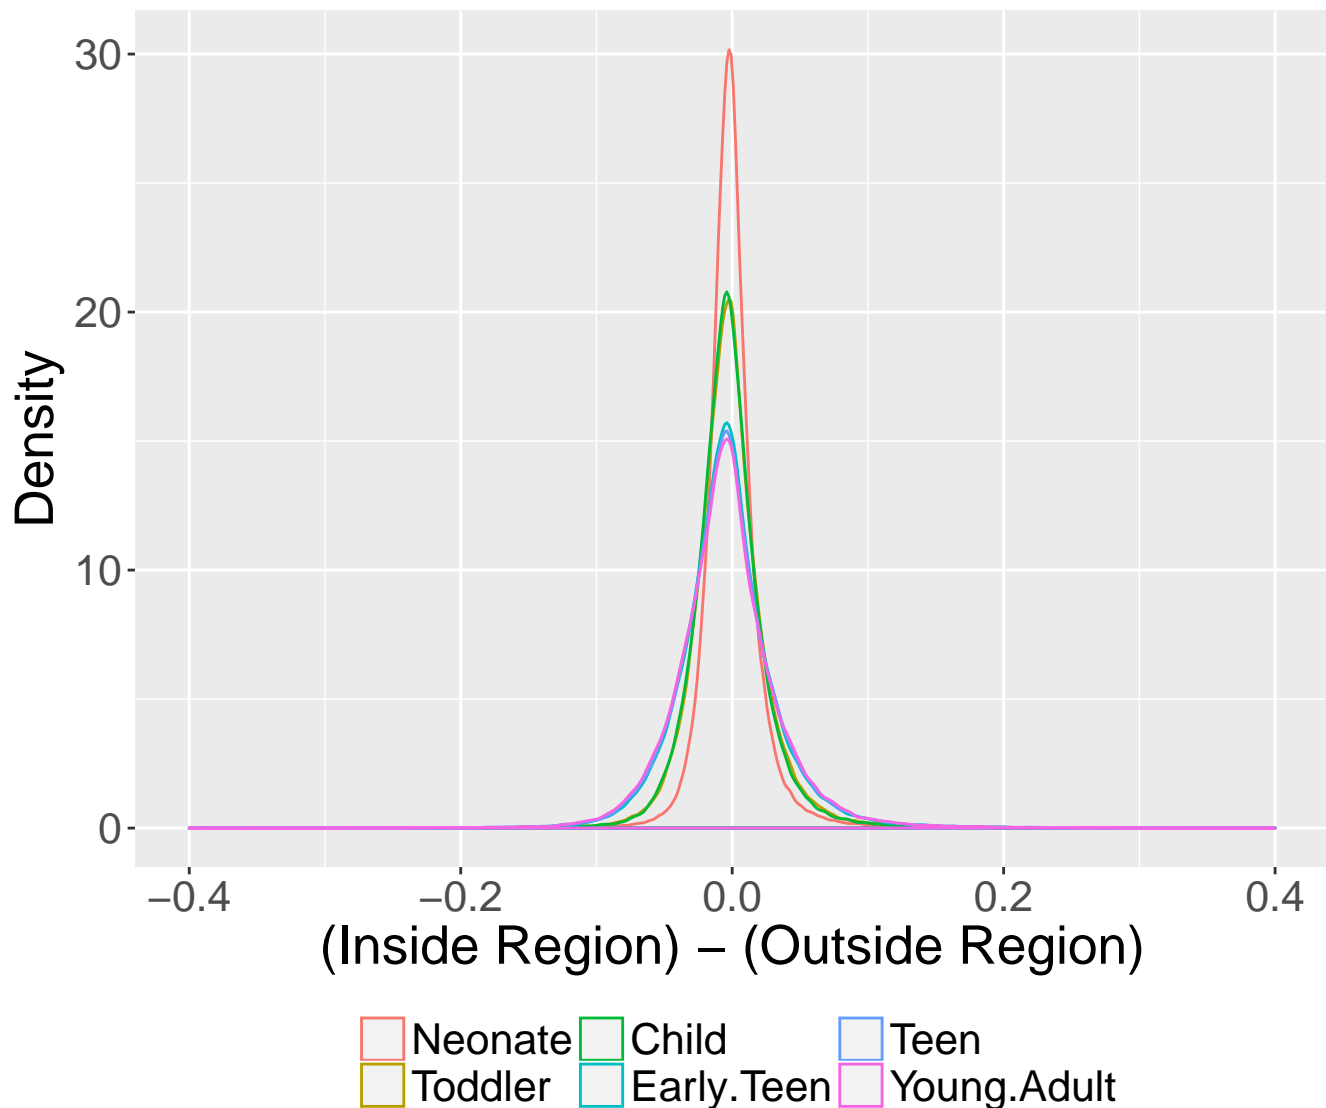 30
20
10
0
Density
−0.4 −0.2 0.0 0.2 0.4
(Inside Region) − (Outside Region)
Neonate Child Teen
Toddler Early.Teen Young.Adult